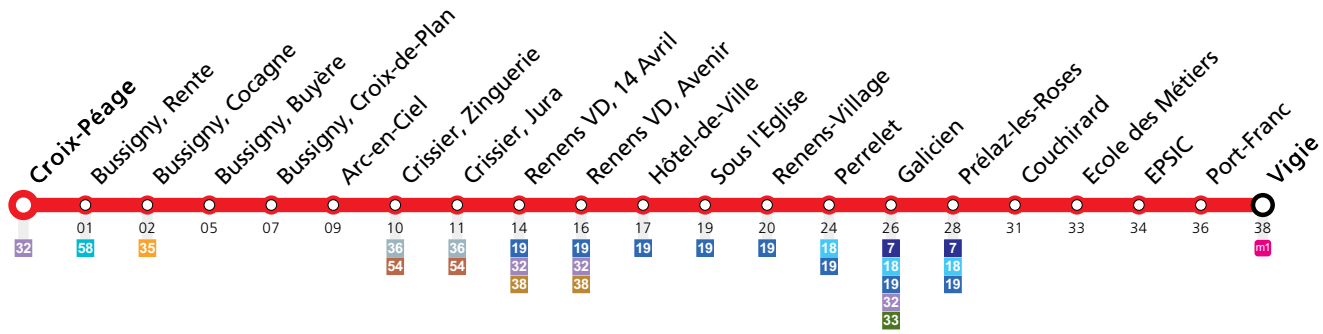 Croix-Péage
Bussigny, Rente
Bussigny, Cocagne
Bussigny, Buyère
Bussigny, Croix-de-Plan
Arc-en-Ciel
Crissier, Zinguerie
Crissier, Jura
Renens VD, 14 Avril
Renens VD, Avenir
Hôtel-de-Ville
Sous l'Eglise
Renens-Village
Perrelet
Galicien
Prélaz-les-Roses
Couchirard
Ecole des Métiers
EPSIC
Port-Franc
Vigie
01 02 05 07 09 10 11 14 16 17 19 20 24 26 28 31 33 34 36 38
32 58 35 36 36 19 19 19 19 19 18 7 7 m1
54 54 32 32 19 18 18
38 38 19 19
32
33